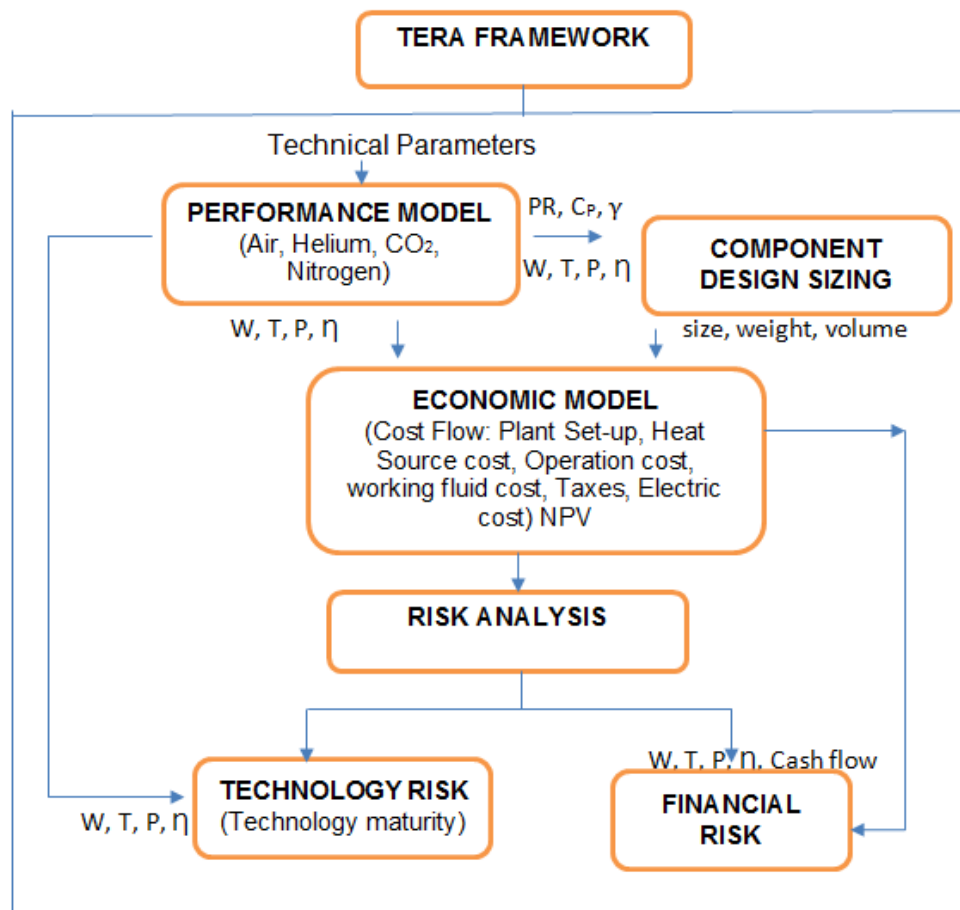 TERA FRAMEWORK
Technical Parameters
PERFORMANCE MODEL
(Air, Helium, CO₂,
Nitrogen)
PR, Cₚ, γ
W, T, P, Ƞ
COMPONENT
DESIGN SIZING
W, T, P, Ƞ
size, weight, volume
ECONOMIC MODEL
(Cost Flow: Plant Set-up, Heat
Source cost, Operation cost,
working fluid cost, Taxes, Electric
cost) NPV
RISK ANALYSIS
W, T, P, Ƞ, Cash flow
TECHNOLOGY RISK
(Technology maturity)
W, T, P, Ƞ
FINANCIAL
RISK